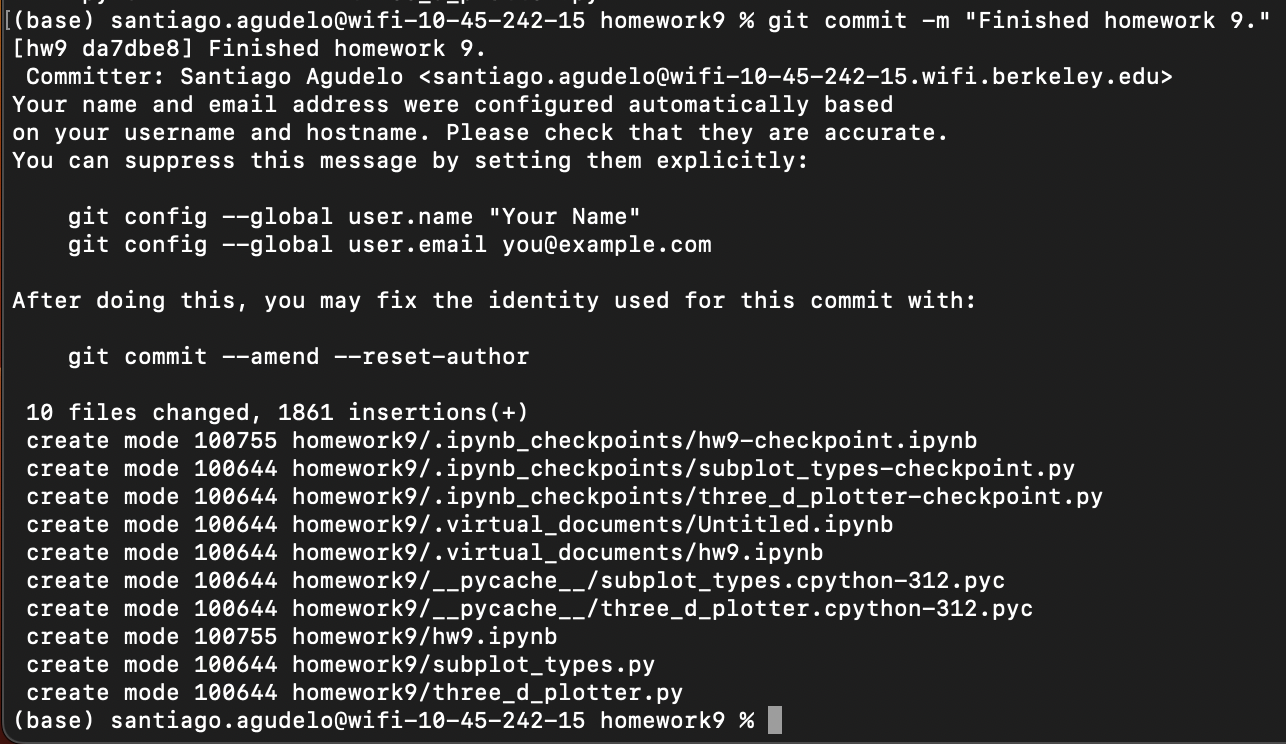 [(base) santiago.agudelo@wifi-10-45-242-15 homework9 % git commit -m "Finished homework 9."
[hw9 da7dbe8] Finished homework 9.
 Committer: Santiago Agudelo <santiago.agudelo@wifi-10-45-242-15.wifi.berkeley.edu>
Your name and email address were configured automatically based
on your username and hostname. Please check that they are accurate.
You can suppress this message by setting them explicitly:

    git config --global user.name "Your Name"
    git config --global user.email you@example.com

After doing this, you may fix the identity used for this commit with:

    git commit --amend --reset-author

 10 files changed, 1861 insertions(+)
 create mode 100755 homework9/.ipynb_checkpoints/hw9-checkpoint.ipynb
 create mode 100644 homework9/.ipynb_checkpoints/subplot_types-checkpoint.py
 create mode 100644 homework9/.ipynb_checkpoints/three_d_plotter-checkpoint.py
 create mode 100644 homework9/.virtual_documents/Untitled.ipynb
 create mode 100644 homework9/.virtual_documents/hw9.ipynb
 create mode 100644 homework9/__pycache__/subplot_types.cpython-312.pyc
 create mode 100644 homework9/__pycache__/three_d_plotter.cpython-312.pyc
 create mode 100755 homework9/hw9.ipynb
 create mode 100644 homework9/subplot_types.py
 create mode 100644 homework9/three_d_plotter.py
(base) santiago.agudelo@wifi-10-45-242-15 homework9 %